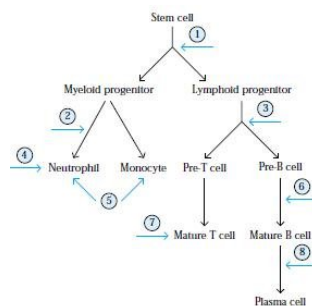 Stem cell
1
Myeloid progenitor
Lymphoid progenitor
2
3
4
Neutrophil
Monocyte
Pre-T cell
Pre-B cell
5
6
7
Mature T cell
Mature B cell
8
Plasma cell